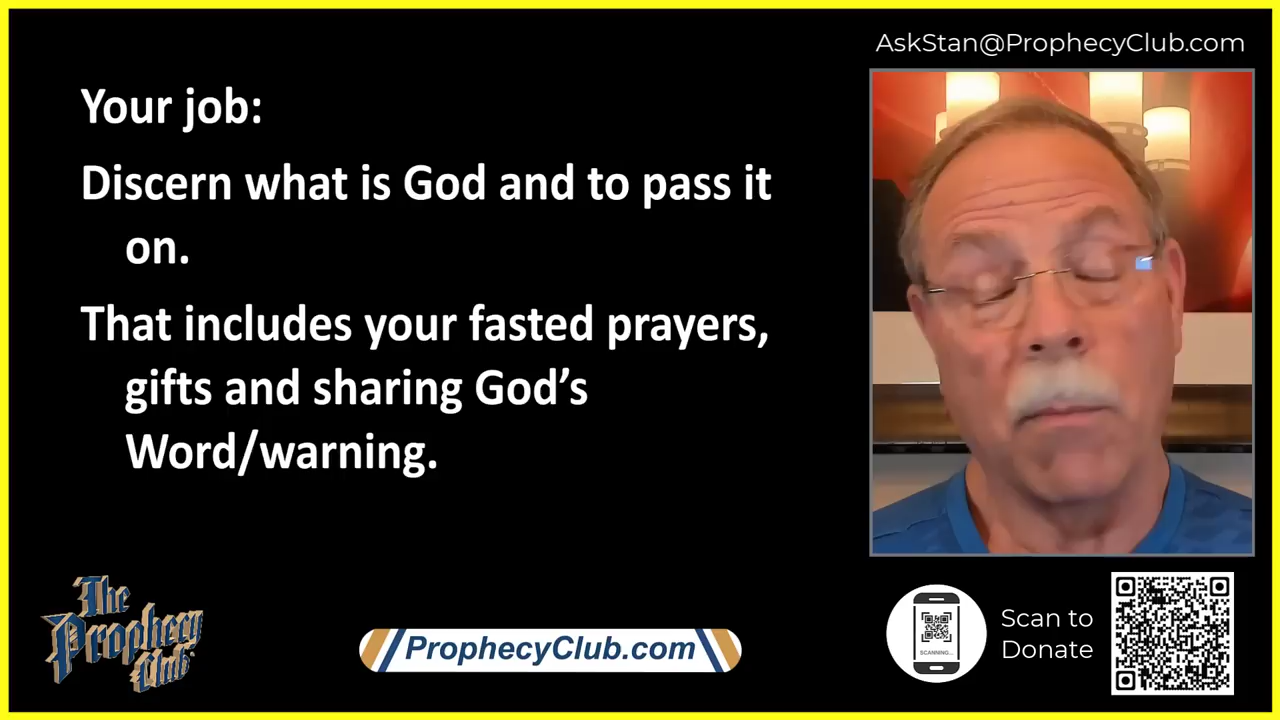 AskStan@ProphecyClub.com
Your job:
Discern what is God and to pass it
on.
That includes your fasted prayers,
gifts and sharing God’s
Word/warning.
The
Prophecy
Club
ProphecyClub.com
SCANNING...
Scan to
Donate